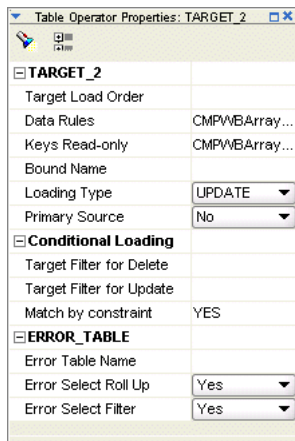 Table Operator Properties: TARGET_2
TARGET_2
Target Load Order
Data Rules CMPWBArray...
Keys Read-only CMPWBArray...
Bound Name
Loading Type UPDATE
Primary Source No
Conditional Loading
Target Filter for Delete
Target Filter for Update
Match by constraint YES
ERROR_TABLE
Error Table Name
Error Select Roll Up Yes
Error Select Filter Yes